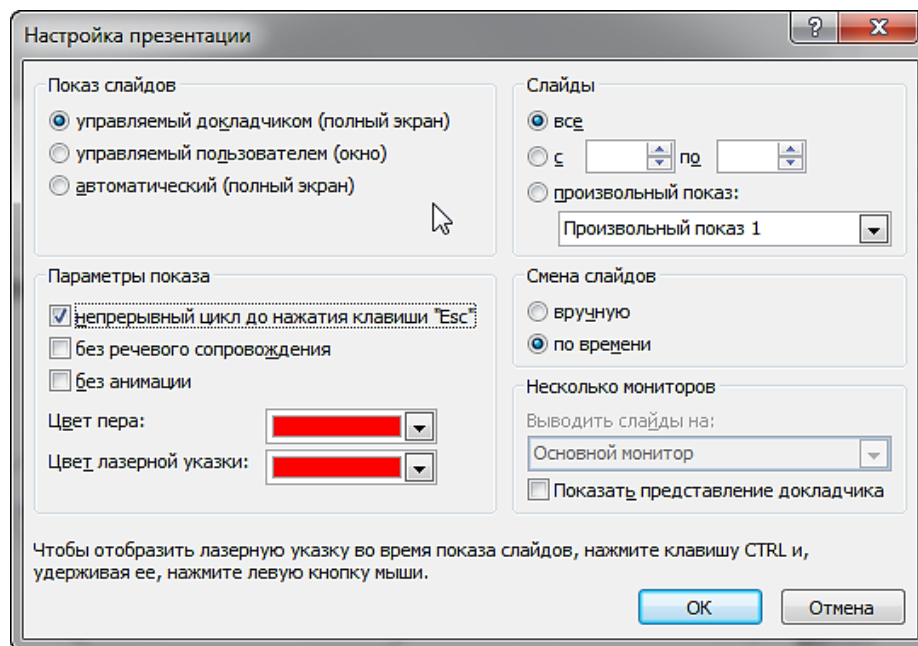 Настройка презентации
Показ слайдов
управляемый докладчиком (полный экран)
управляемый пользователем (окно)
автоматический (полный экран)
Слайды
все
с по
произвольный показ:
Произвольный показ 1
Параметры показа
непрерывный цикл до нажатия клавиши "Esc"
без речевого сопровождения
без анимации
Цвет пера:
Цвет лазерной указки:
Смена слайдов
вручную
по времени
Несколько мониторов
Выводить слайды на:
Основной монитор
Показать представление докладчика
Чтобы отобразить лазерную указку во время показа слайдов, нажмите клавишу CTRL и,
удерживая ее, нажмите левую кнопку мыши.
ОК
Отмена